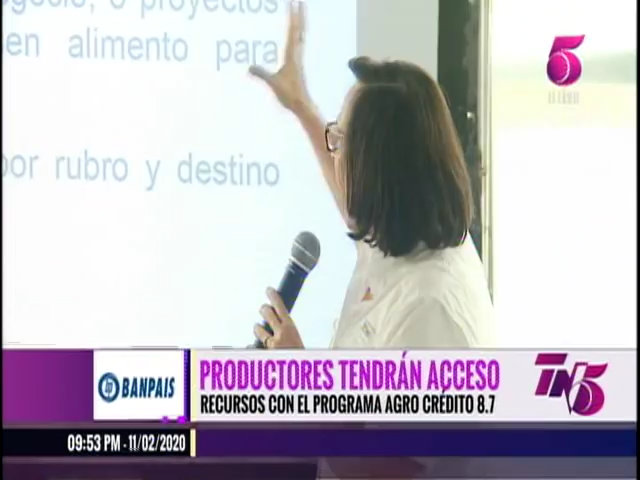 o proyectos
en alimento para
por rubro y destino
5
BANPAIS
PRODUCTORES TENDRÁN ACCESO
RECURSOS CON EL PROGRAMA AGRO CRÉDITO 8.7
TN5
09:53 PM - 11/02/2020